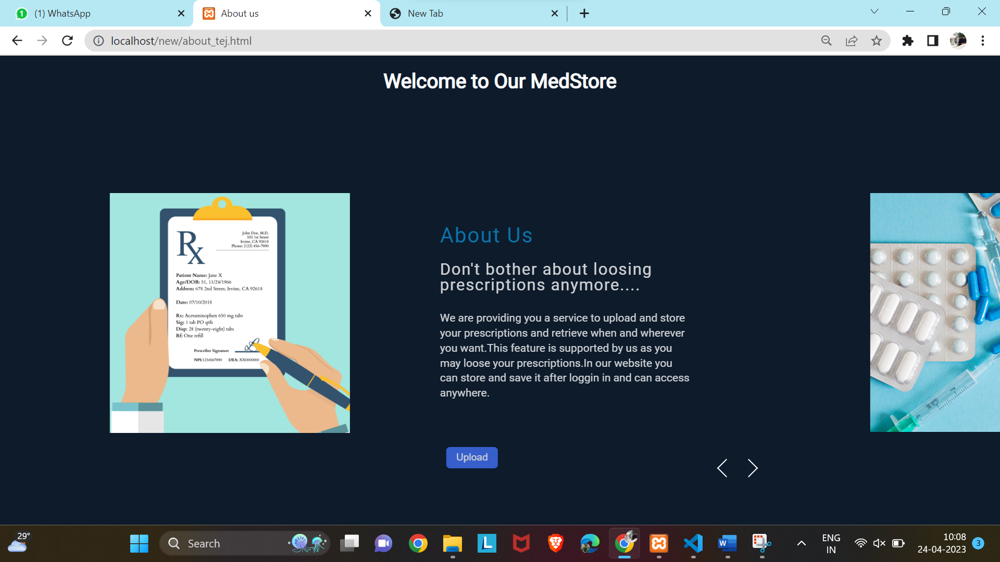 (1) WhatsApp
About us
New Tab
localhost/new/about_tej.html
Welcome to Our MedStore
Rx
John Doe, M.D.
555 1st Street
Irvine, CA 92618
Phone: (123) 456-7890
Patient Name: Jane X
Age/DOB: 51, 11/24/1966
Address: 678 2nd Street, Irvine, CA 92618
Date: 07/10/2018
Rx: Acetaminophen 650 mg tabs
Sig: 1 tab PO q6h
Disp: 28 (twenty-eight) tabs
Rf: One refill
Prescriber Signature
NPI:1234567890 DEA: XX0000000
About Us
Don't bother about loosing
prescriptions anymore....
We are providing you a service to upload and store
your prescriptions and retrieve when and wherever
you want.This feature is supported by us as you
may loose your prescriptions.In our website you
can store and save it after loggin in and can access
anywhere.
Upload
29°
Search
L
W
ENG
IN
10:08
24-04-2023
3